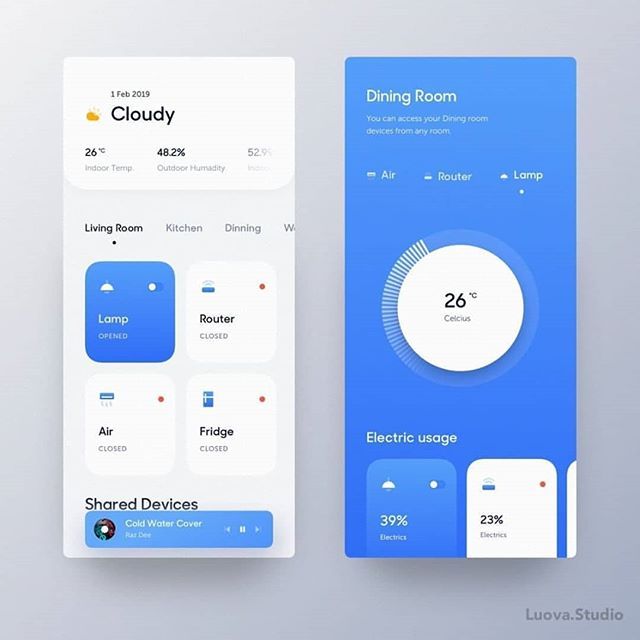 1 Feb 2019
Cloudy
26 °C
48.2%
52.9
Indoor Temp.
Outdoor Humadity
Living Room
Kitchen
Dinning
Lamp
OPENED
Router
CLOSED
Air
CLOSED
Fridge
CLOSED
Shared Devices
Cold Water Cover
Raz Dee
Dining Room
You can access your Dining room
devices from any room.
Air
Router
Lamp
26 °C
Celcius
Electric usage
39%
Electrics
23%
Electrics
Luova.Studio